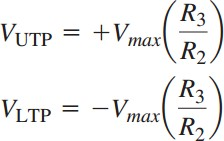 V_UTP = +V_max(R_3/R_2)
V_LTP = −V_max(R_3/R_2)